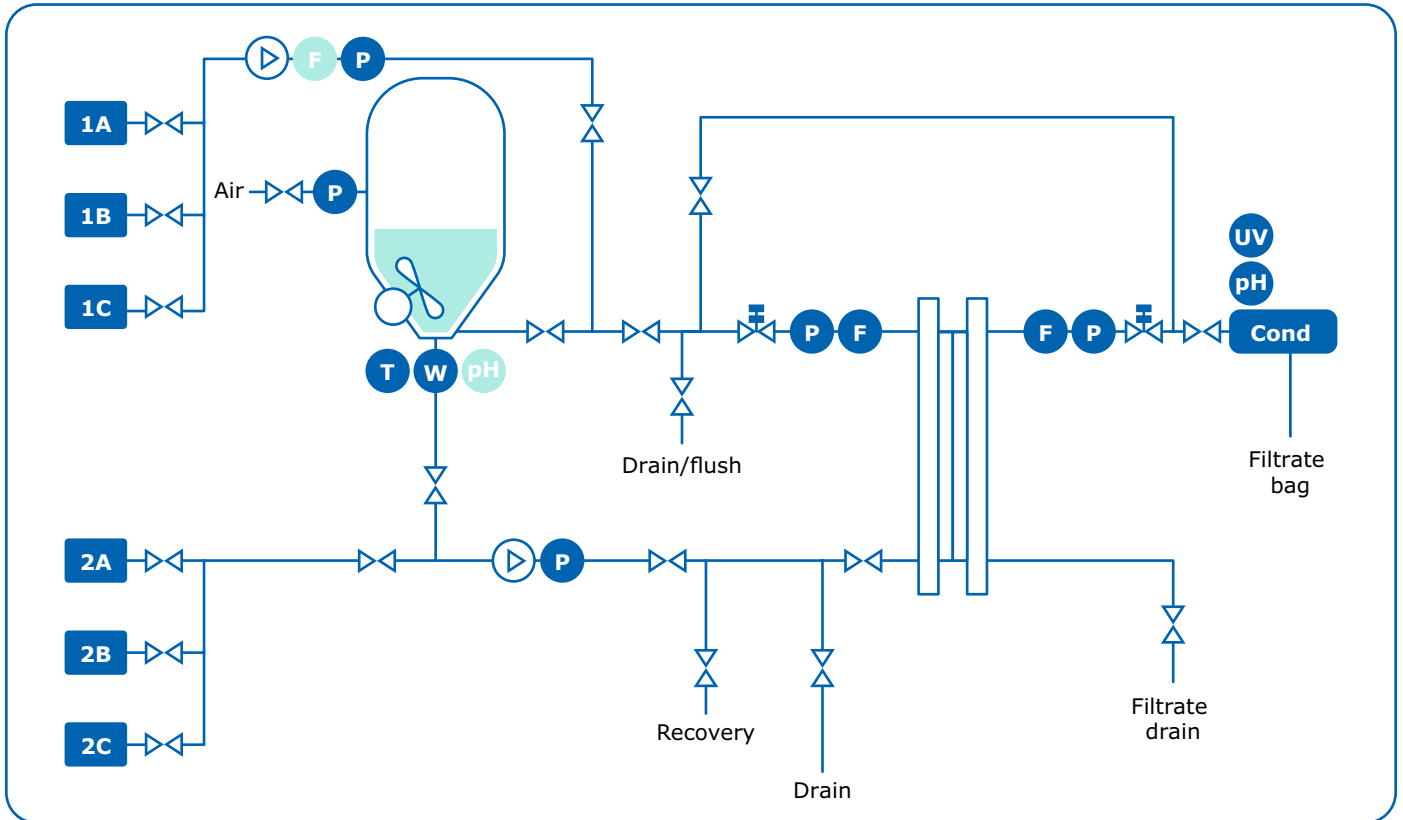 F
P
1A
Air
P
1B
1C
UV
pH
P
F
F
P
Cond
T
W
pH
Drain/flush
Filtrate
bag
2A
P
2B
2C
Recovery
Filtrate
drain
Drain